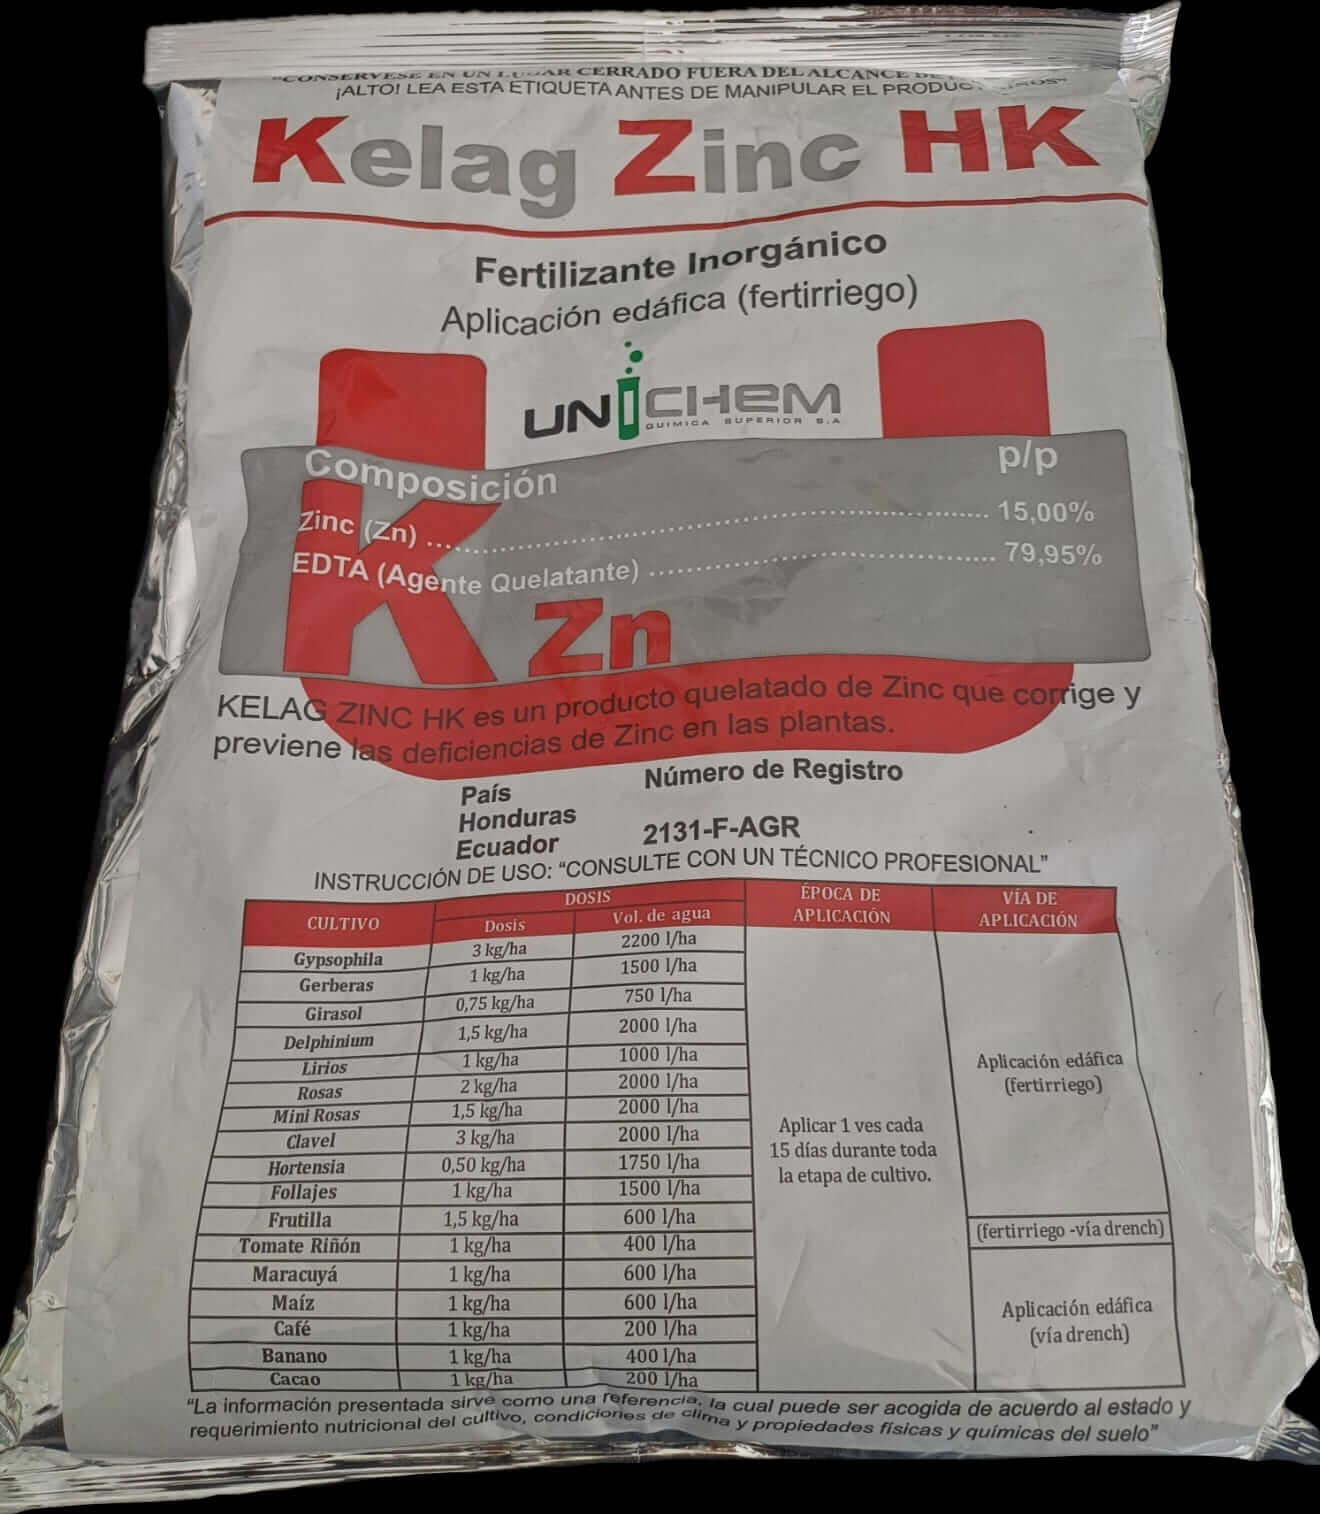 "CONSERVESE EN UN LUGAR CERRADO FUERA DEL ALCANCE DE
¡ALTO! LEA ESTA ETIQUETA ANTES DE MANIPULAR EL
Kelag Zinc HK
Fertilizante Inorgánico
Aplicación edáfica (fertirriego)
UNICHEM
QUIMICA SUPERIOR S.A
Composición p/p
Zinc (Zn) ........ 15,00%
EDTA (Agente Quelatante) ........ 79,95%
K Zn
KELAG ZINC HK es un producto quelatado de Zinc que corrige y
previene las deficiencias de Zinc en las plantas.
País Número de Registro
Honduras
Ecuador 2131-F-AGR
INSTRUCCIÓN DE USO: "CONSULTE CON UN TÉCNICO PROFESIONAL"
CULTIVO DOSIS ÉPOCA DE APLICACIÓN VÍA DE APLICACIÓN
Dosis Vol. de agua
Gypsophila 3 kg/ha 2200 l/ha
Gerberas 1 kg/ha 1500 l/ha
Girasol 0,75 kg/ha 750 l/ha
Delphinium 1,5 kg/ha 2000 l/ha
Lirios 1 kg/ha 1000 l/ha
Rosas 2 kg/ha 2000 l/ha
Mini Rosas 1,5 kg/ha 2000 l/ha
Clavel 3 kg/ha 2000 l/ha
Hortensia 0,50 kg/ha 1750 l/ha
Follajes 1 kg/ha 1500 l/ha
Frutilla 1,5 kg/ha 600 l/ha
Tomate Riñón 1 kg/ha 400 l/ha
Maracuyá 1 kg/ha 600 l/ha
Maíz 1 kg/ha 600 l/ha
Café 1 kg/ha 200 l/ha
Banano 1 kg/ha 400 l/ha
Cacao 1 kg/ha 200 l/ha
Aplicar 1 ves cada
15 días durante toda
la etapa de cultivo.
Aplicación edáfica
(fertirriego)
(fertirriego -vía drench)
Aplicación edáfica
(vía drench)
"La información presentada sirve como una referencia, la cual puede ser acogida de acuerdo al estado y
requerimiento nutricional del cultivo, condiciones de clima y propiedades físicas y químicas del suelo"